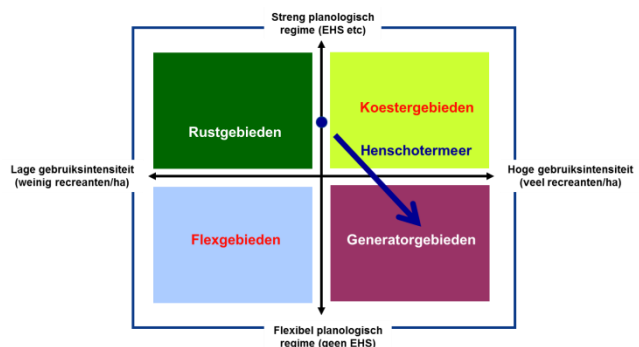 Streng planologisch
regime (EHS etc)
Koestergebieden
Rustgebieden
Henschotermeer
Lage gebruiksintensiteit
(weinig recreanten/ha)
Hoge gebruiksintensiteit
(veel recreanten/ha)
Flexgebieden
Generatorgebieden
Flexibel planologisch
regime (geen EHS)